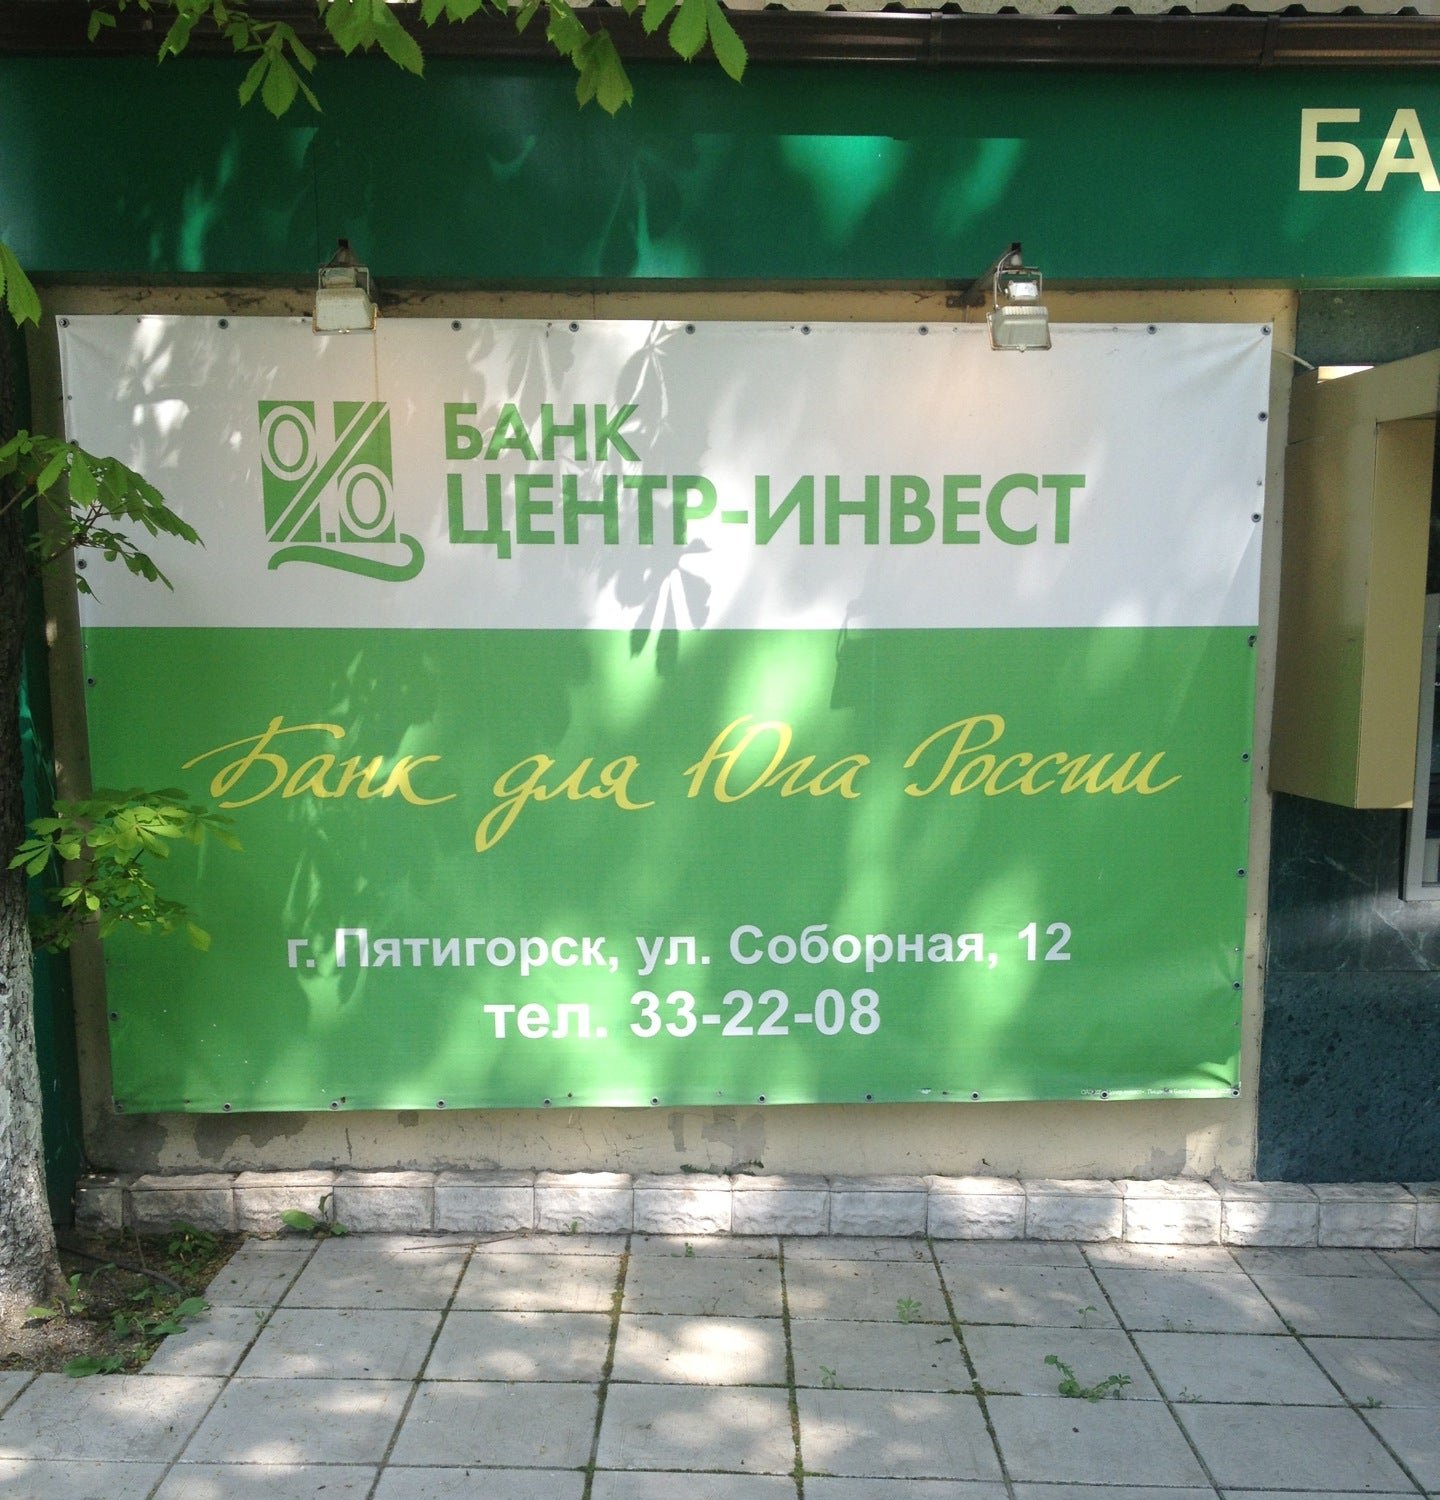 БА
БАНК
ЦЕНТР-ИНВЕСТ
Банк для Юга России
г. Пятигорск, ул. Соборная, 12
тел. 33-22-08